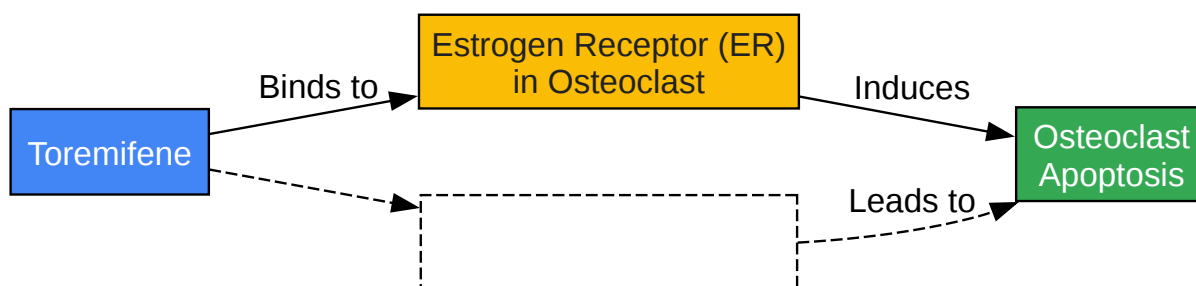 Estrogen Receptor (ER)
in Osteoclast
Binds to
Induces
Toremifene
Osteoclast
Apoptosis
Leads to